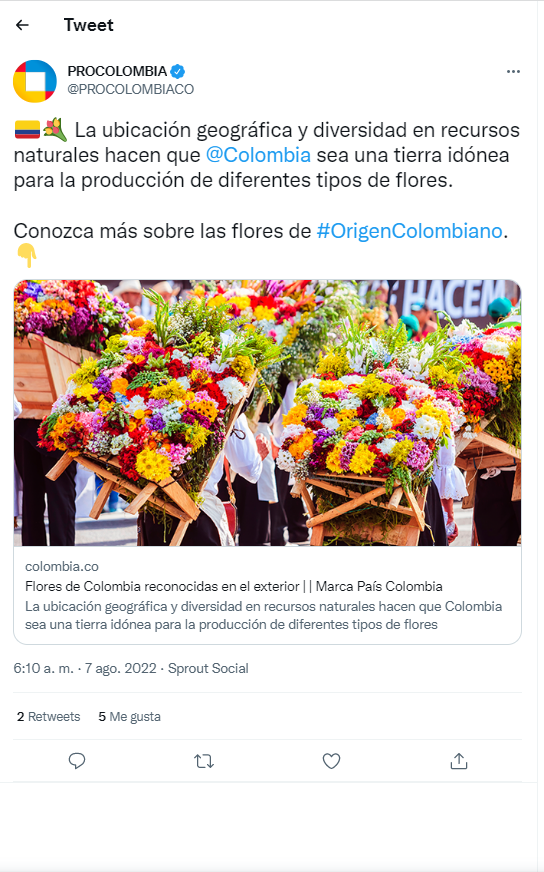 Tweet
PROCOLOMBIA
@PROCOLOMBIACO
🇨🇴💐 La ubicación geográfica y diversidad en recursos
naturales hacen que @Colombia sea una tierra idónea
para la producción de diferentes tipos de flores.
Conozca más sobre las flores de #OrigenColombiano.
👇
HACEM
colombia.co
Flores de Colombia reconocidas en el exterior | | Marca País Colombia
La ubicación geográfica y diversidad en recursos naturales hacen que Colombia
sea una tierra idónea para la producción de diferentes tipos de flores
6:10 a. m. · 7 ago. 2022 · Sprout Social
2 Retweets 5 Me gusta